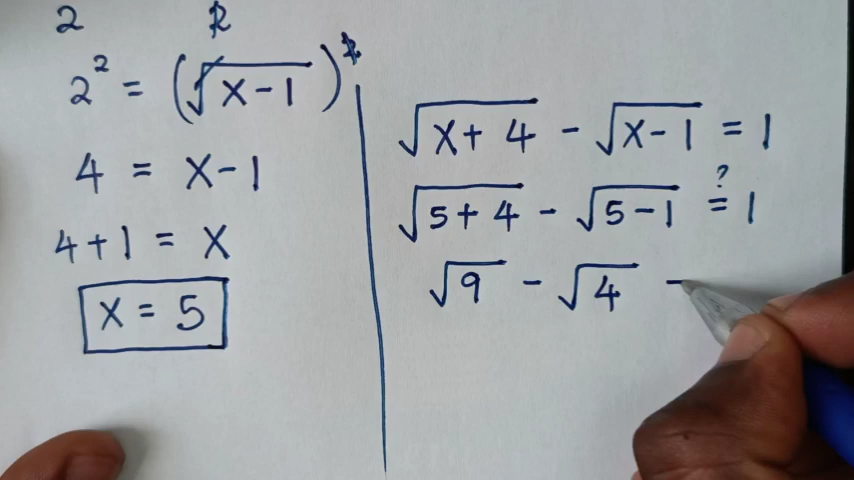 2 2
2² = (√(x-1))²
4 = x-1
4+1 = x
x = 5
√(x+4) - √(x-1) = 1
√(5+4) - √(5-1) ≟ 1
√9 - √4 -